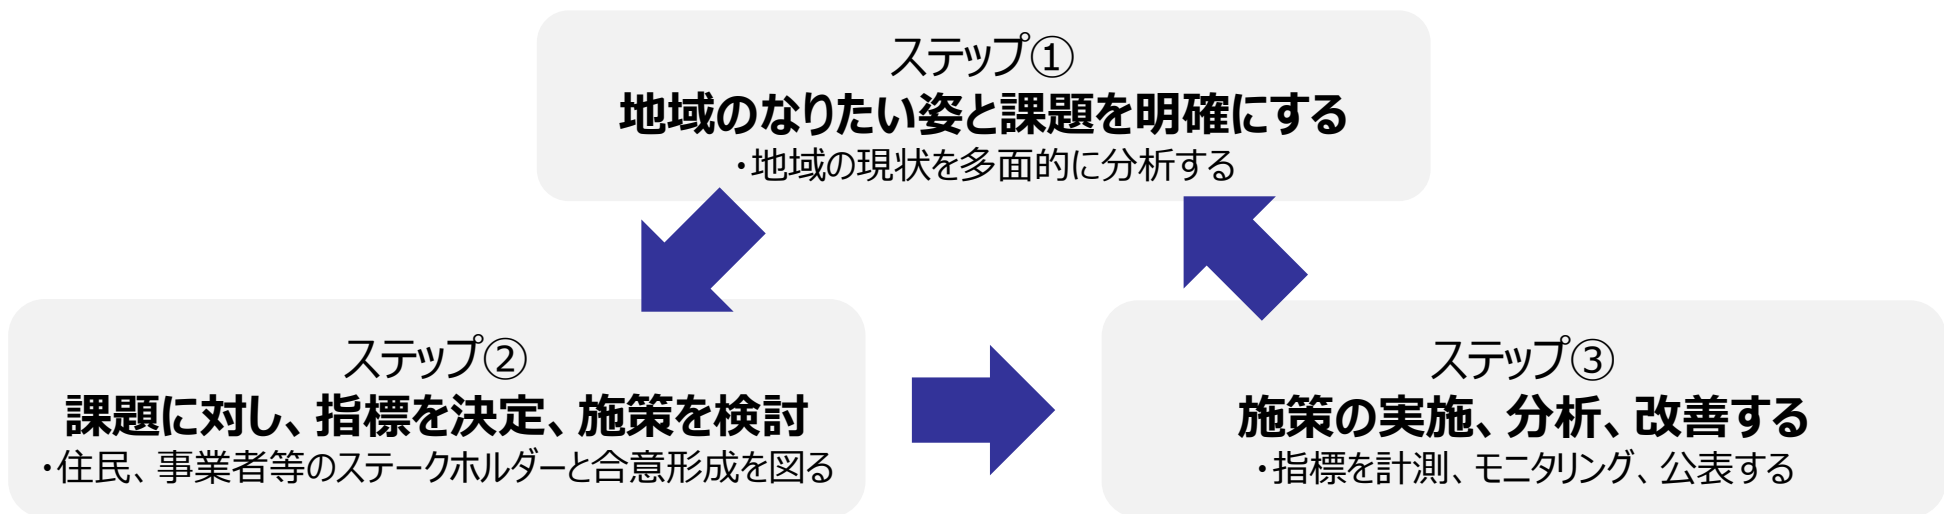 ステップ①
地域のなりたい姿と課題を明確にする
・地域の現状を多面的に分析する
ステップ②
課題に対し、指標を決定、施策を検討
・住民、事業者等のステークホルダーと合意形成を図る
ステップ③
施策の実施、分析、改善する
・指標を計測、モニタリング、公表する